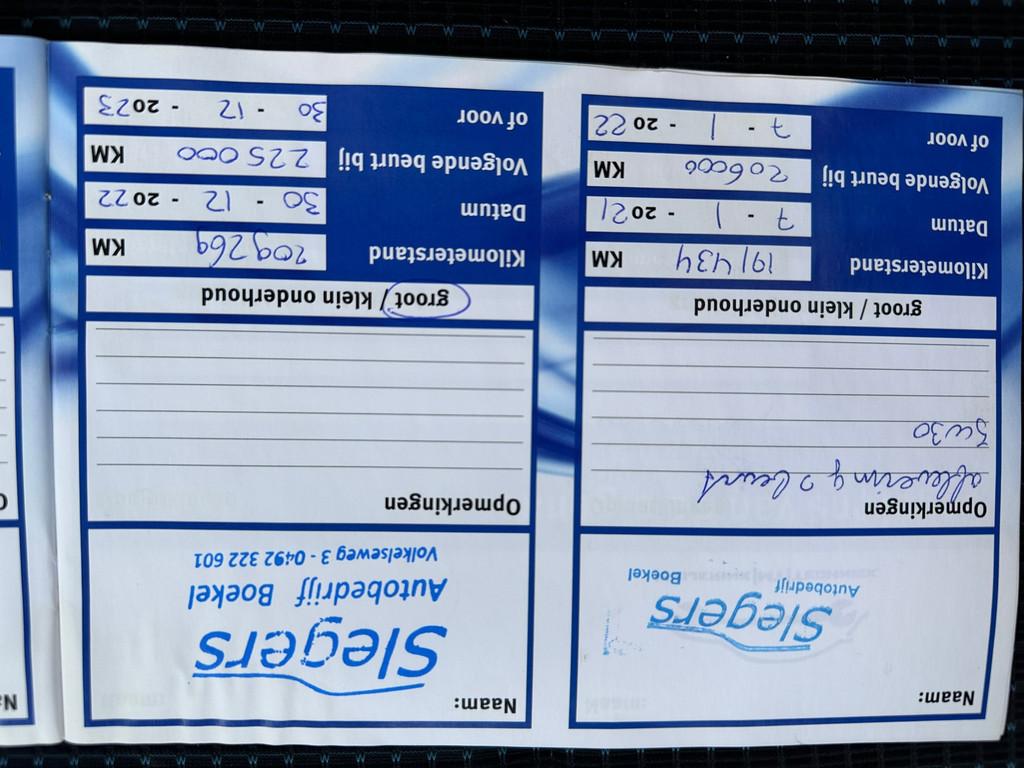 Naam:
Slegers
Autobedrijf
Boekel
Opmerkingen
afleverings beurt
5w30
groot / klein onderhoud
Kilometerstand 191434 KM
Datum 7 - 1 - 2021
Volgende beurt bij 206000 KM
of voor 7 - 1 - 2022
Naam:
Slegers
Autobedrijf Boekel
Volkelseweg 3 - 0492 322 601
Opmerkingen
groot / klein onderhoud
Kilometerstand 209269 KM
Datum 30 - 12 - 2022
Volgende beurt bij 225000 KM
of voor 30 - 12 - 2023